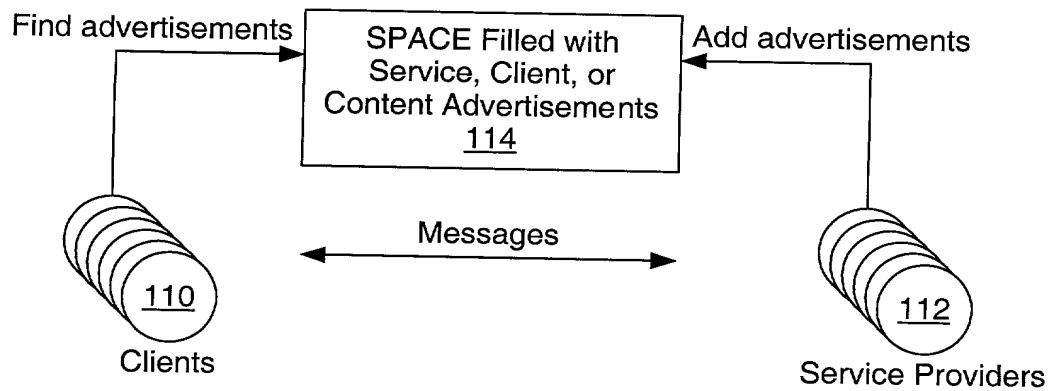 Find advertisements
SPACE Filled with
Service, Client, or
Content Advertisements
114
Add advertisements
Messages
110
Clients
112
Service Providers